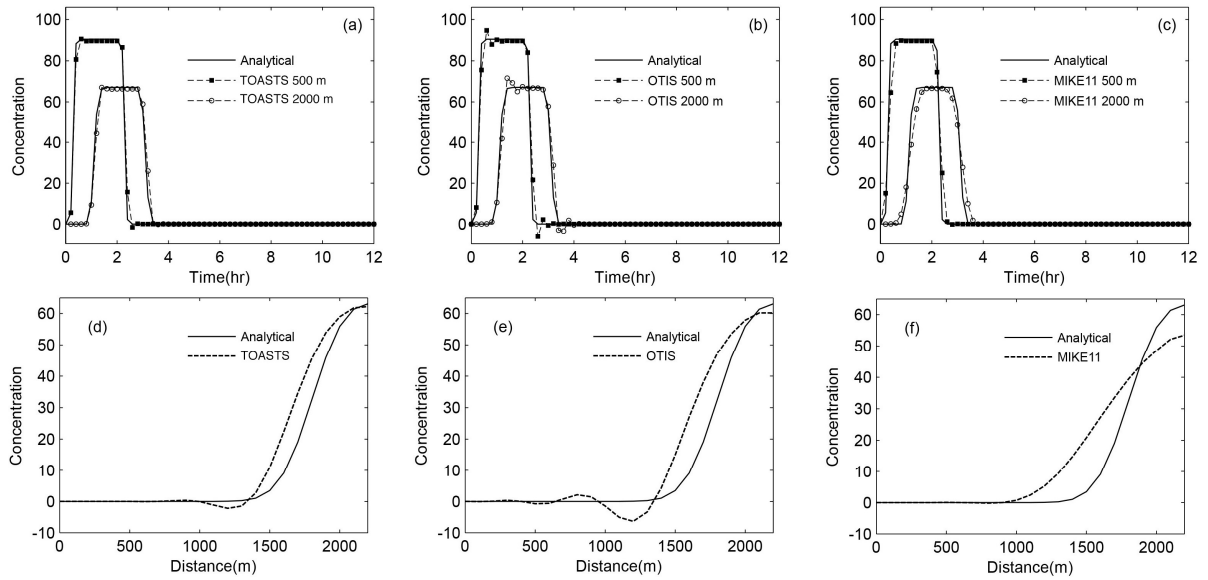 (a)
Analytical
TOASTS 500 m
TOASTS 2000 m
Concentration
100
80
60
40
20
0
0 2 4 6 8 10 12
Time(hr)
(b)
Analytical
OTIS 500 m
OTIS 2000 m
Concentration
100
80
60
40
20
0
0 2 4 6 8 10 12
Time(hr)
(c)
Analytical
MIKE11 500 m
MIKE11 2000 m
Concentration
100
80
60
40
20
0
0 2 4 6 8 10 12
Time(hr)
(d)
Analytical
TOASTS
Concentration
60
50
40
30
20
10
0
-10
0 500 1000 1500 2000
Distance(m)
(e)
Analytical
OTIS
Concentration
60
50
40
30
20
10
0
-10
0 500 1000 1500 2000
Distance(m)
(f)
Analytical
MIKE11
Concentration
60
50
40
30
20
10
0
-10
0 500 1000 1500 2000
Distance(m)